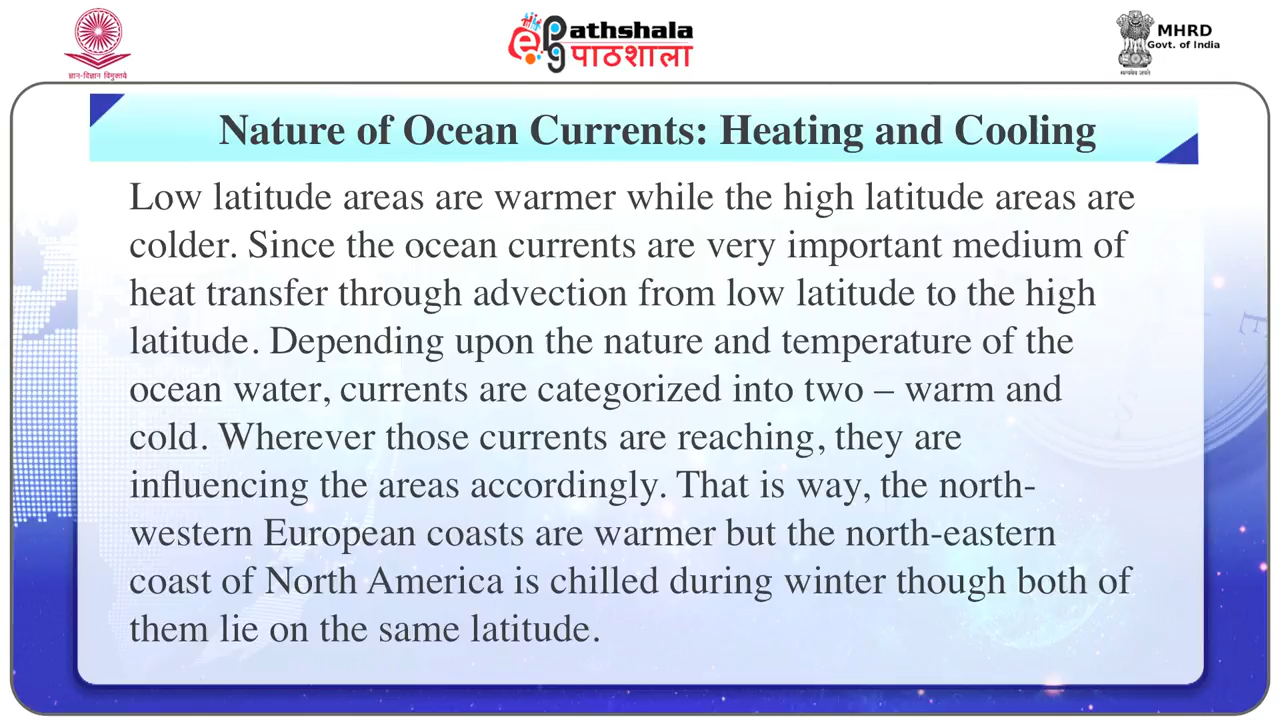 ज्ञान-विज्ञान विमुक्तये
ePathshala
पाठशाला
MHRD
Govt. of India
सत्यमेव जयते
Nature of Ocean Currents: Heating and Cooling
Low latitude areas are warmer while the high latitude areas are
colder. Since the ocean currents are very important medium of
heat transfer through advection from low latitude to the high
latitude. Depending upon the nature and temperature of the
ocean water, currents are categorized into two – warm and
cold. Wherever those currents are reaching, they are
influencing the areas accordingly. That is way, the north-
western European coasts are warmer but the north-eastern
coast of North America is chilled during winter though both of
them lie on the same latitude.
E
S